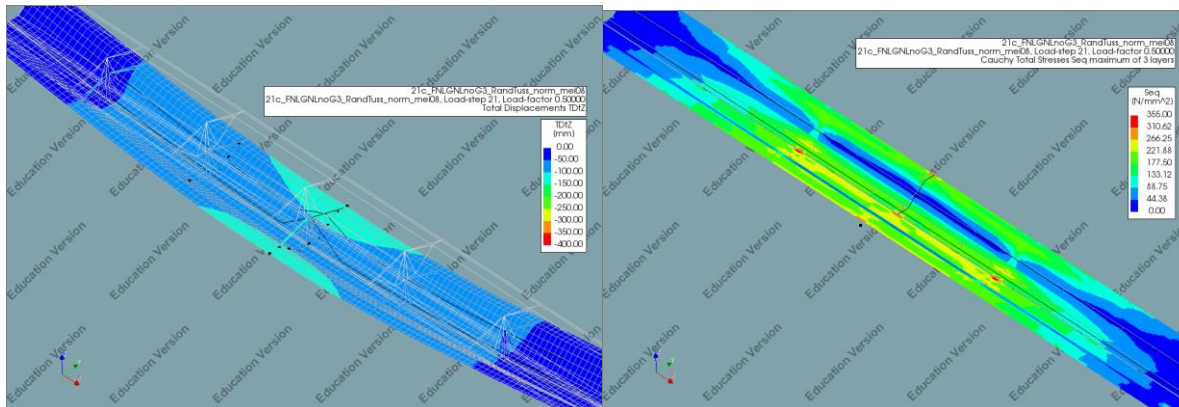 21c_FNLGNLnoG3_RandTuss_norm_mei08
21c_FNLGNLnoG3_RandTuss_norm_mei08, Load-step 21, Load-factor 0.50000
Total Displacements TDtZ
TDtZ
(mm)
0.00
-50.00
-100.00
-150.00
-200.00
-250.00
-300.00
-350.00
-400.00
Education Version
21c_FNLGNLnoG3_RandTuss_norm_mei08
21c_FNLGNLnoG3_RandTuss_norm_mei08, Load-step 21, Load-factor 0.50000
Cauchy Total Stresses Seq maximum of 3 layers
Seq
(N/mm^2)
355.00
310.62
266.25
221.88
177.50
133.12
88.75
44.38
0.00
Education Version